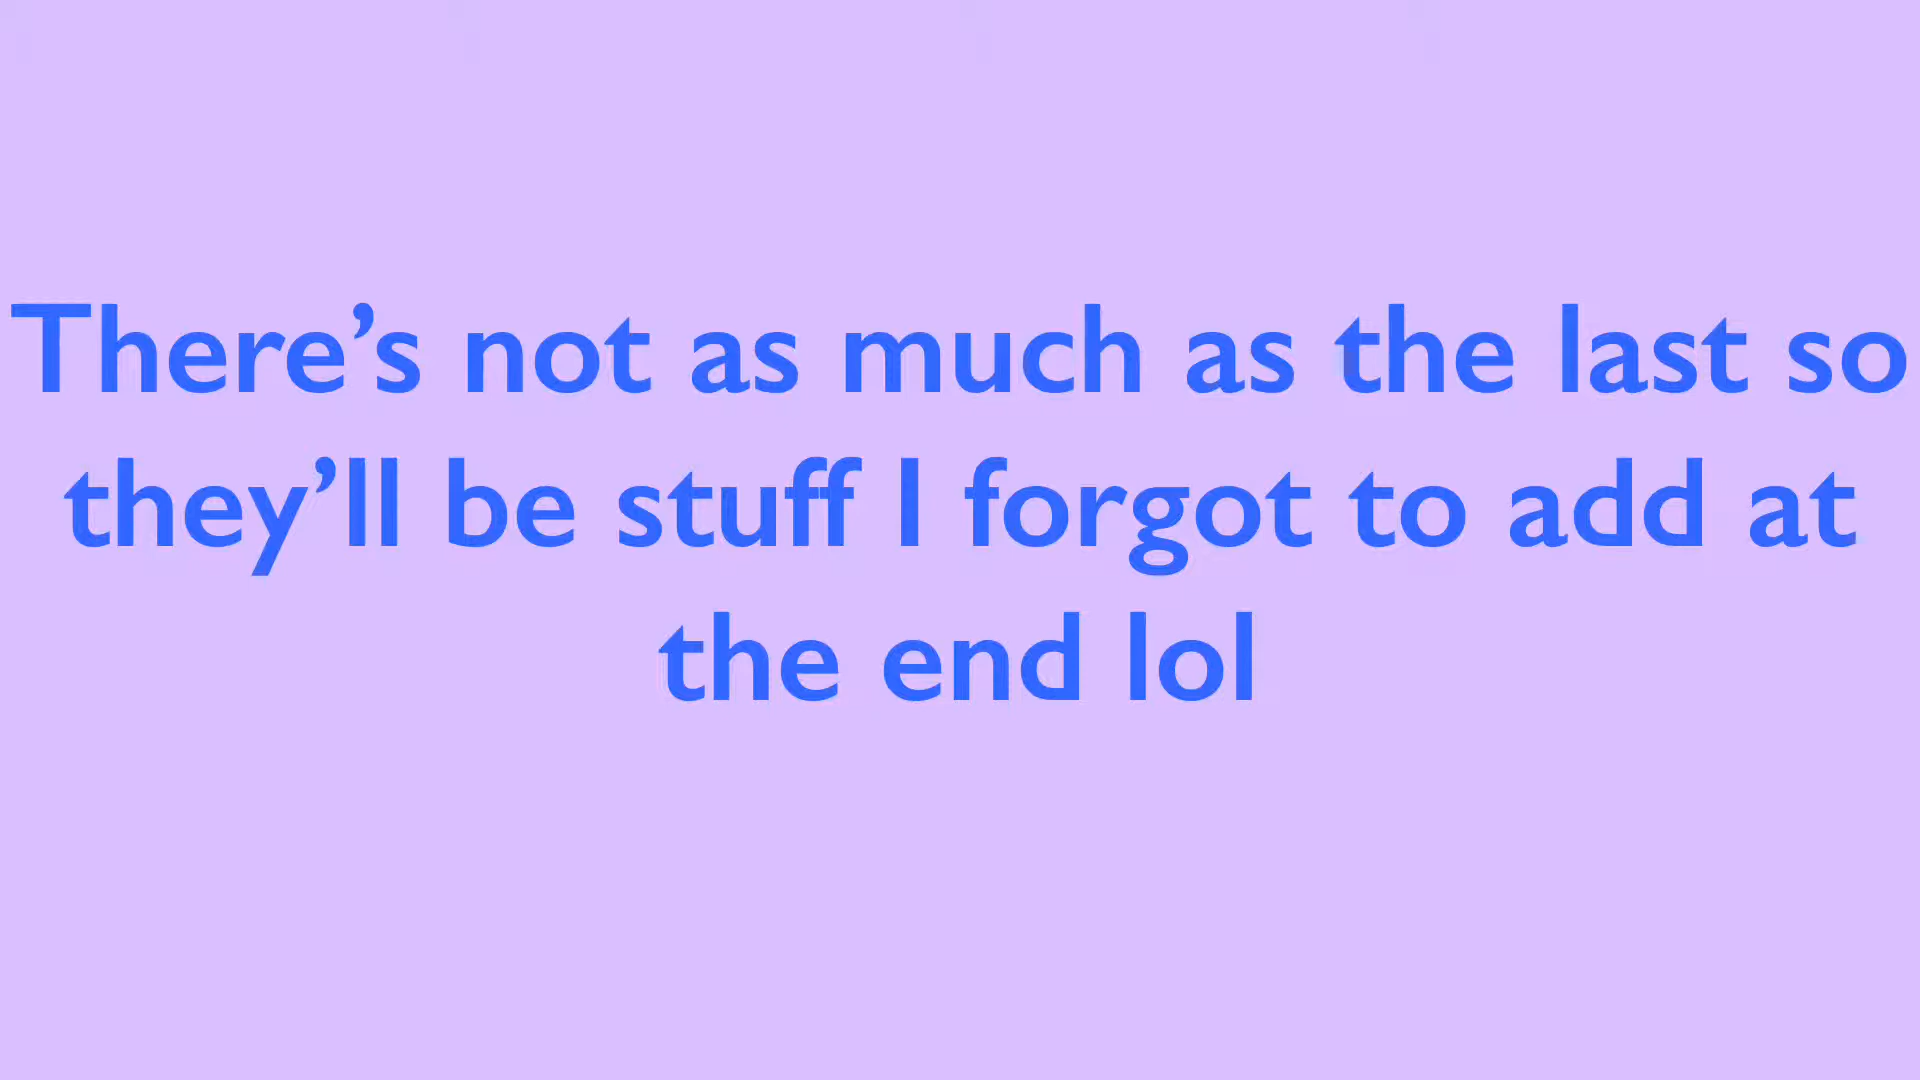 There’s not as much as the last so
they’ll be stuff I forgot to add at
the end lol